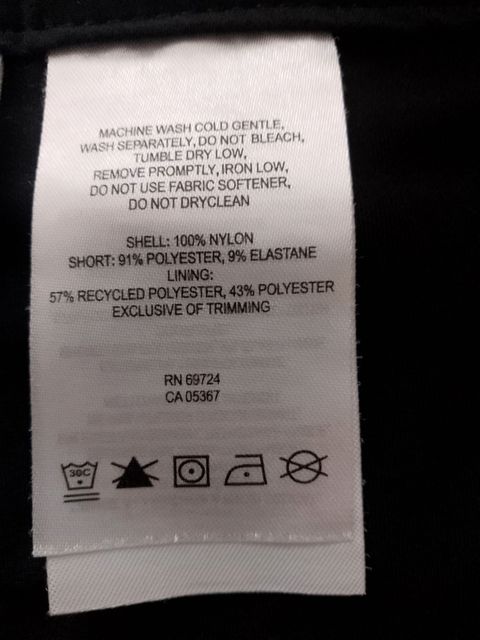 MACHINE WASH COLD GENTLE,
WASH SEPARATELY, DO NOT BLEACH,
TUMBLE DRY LOW,
REMOVE PROMPTLY, IRON LOW,
DO NOT USE FABRIC SOFTENER,
DO NOT DRYCLEAN
SHELL: 100% NYLON
SHORT: 91% POLYESTER, 9% ELASTANE
LINING:
57% RECYCLED POLYESTER, 43% POLYESTER
EXCLUSIVE OF TRIMMING
RN 69724
CA 05367
30C